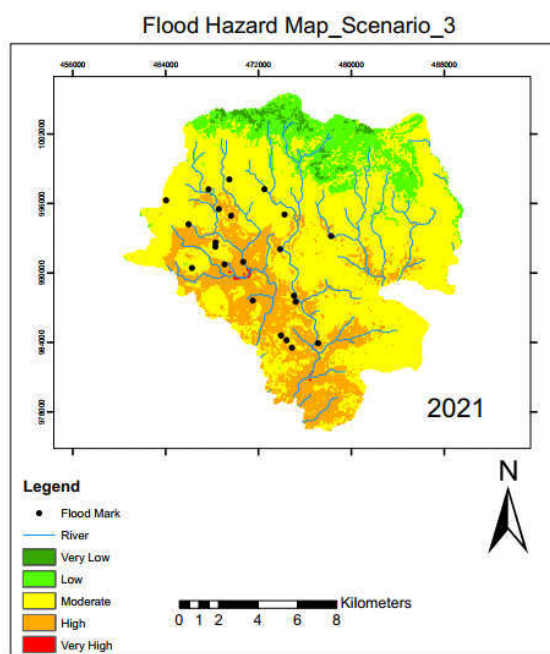 Flood Hazard Map_Scenario_3
456000 464000 472000 480000 488000
1002000
996000
990000
984000
978000
2021
N
Legend
Flood Mark
River
Very Low
Low
Moderate
High
Very High
Kilometers
0 1 2 4 6 8